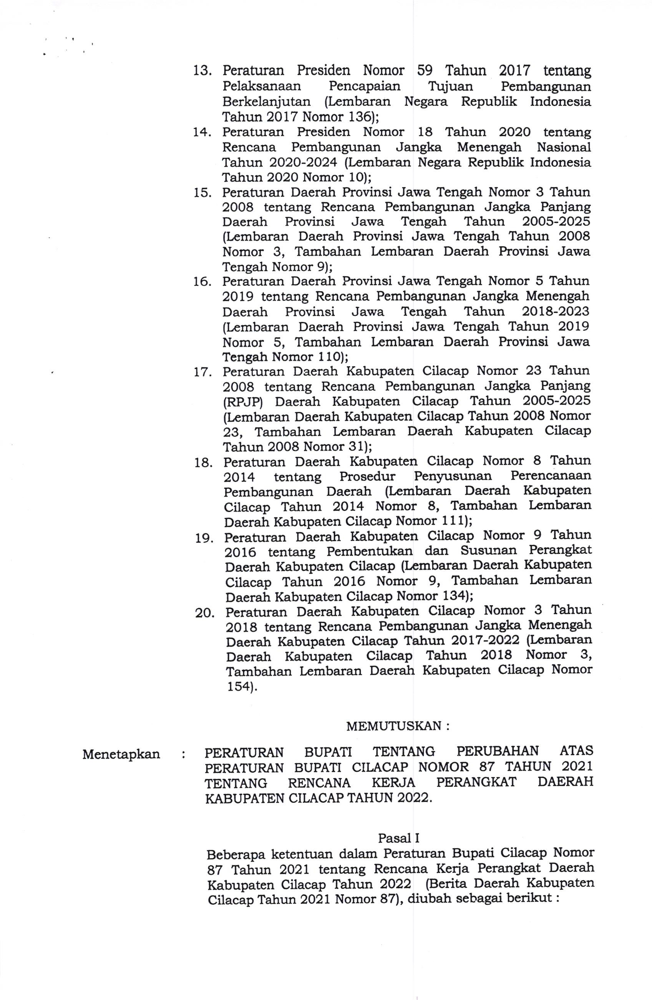 13. Peraturan Presiden Nomor 59 Tahun 2017 tentang
Pelaksanaan Pencapaian Tujuan Pembangunan
Berkelanjutan (Lembaran Negara Republik Indonesia
Tahun 2017 Nomor 136);
14. Peraturan Presiden Nomor 18 Tahun 2020 tentang
Rencana Pembangunan Jangka Menengah Nasional
Tahun 2020-2024 (Lembaran Negara Republik Indonesia
Tahun 2020 Nomor 10);
15. Peraturan Daerah Provinsi Jawa Tengah Nomor 3 Tahun
2008 tentang Rencana Pembangunan Jangka Panjang
Daerah Provinsi Jawa Tengah Tahun 2005-2025
(Lembaran Daerah Provinsi Jawa Tengah Tahun 2008
Nomor 3, Tambahan Lembaran Daerah Provinsi Jawa
Tengah Nomor 9);
16. Peraturan Daerah Provinsi Jawa Tengah Nomor 5 Tahun
2019 tentang Rencana Pembangunan Jangka Menengah
Daerah Provinsi Jawa Tengah Tahun 2018-2023
(Lembaran Daerah Provinsi Jawa Tengah Tahun 2019
Nomor 5, Tambahan Lembaran Daerah Provinsi Jawa
Tengah Nomor 110);
17. Peraturan Daerah Kabupaten Cilacap Nomor 23 Tahun
2008 tentang Rencana Pembangunan Jangka Panjang
(RPJP) Daerah Kabupaten Cilacap Tahun 2005-2025
(Lembaran Daerah Kabupaten Cilacap Tahun 2008 Nomor
23, Tambahan Lembaran Daerah Kabupaten Cilacap
Tahun 2008 Nomor 31);
18. Peraturan Daerah Kabupaten Cilacap Nomor 8 Tahun
2014 tentang Prosedur Penyusunan Perencanaan
Pembangunan Daerah (Lembaran Daerah Kabupaten
Cilacap Tahun 2014 Nomor 8, Tambahan Lembaran
Daerah Kabupaten Cilacap Nomor 111);
19. Peraturan Daerah Kabupaten Cilacap Nomor 9 Tahun
2016 tentang Pembentukan dan Susunan Perangkat
Daerah Kabupaten Cilacap (Lembaran Daerah Kabupaten
Cilacap Tahun 2016 Nomor 9, Tambahan Lembaran
Daerah Kabupaten Cilacap Nomor 134);
20. Peraturan Daerah Kabupaten Cilacap Nomor 3 Tahun
2018 tentang Rencana Pembangunan Jangka Menengah
Daerah Kabupaten Cilacap Tahun 2017-2022 (Lembaran
Daerah Kabupaten Cilacap Tahun 2018 Nomor 3,
Tambahan Lembaran Daerah Kabupaten Cilacap Nomor
154).
MEMUTUSKAN :
Menetapkan : PERATURAN BUPATI TENTANG PERUBAHAN ATAS
PERATURAN BUPATI CILACAP NOMOR 87 TAHUN 2021
TENTANG RENCANA KERJA PERANGKAT DAERAH
KABUPATEN CILACAP TAHUN 2022.
Pasal I
Beberapa ketentuan dalam Peraturan Bupati Cilacap Nomor
87 Tahun 2021 tentang Rencana Kerja Perangkat Daerah
Kabupaten Cilacap Tahun 2022 (Berita Daerah Kabupaten
Cilacap Tahun 2021 Nomor 87), diubah sebagai berikut :